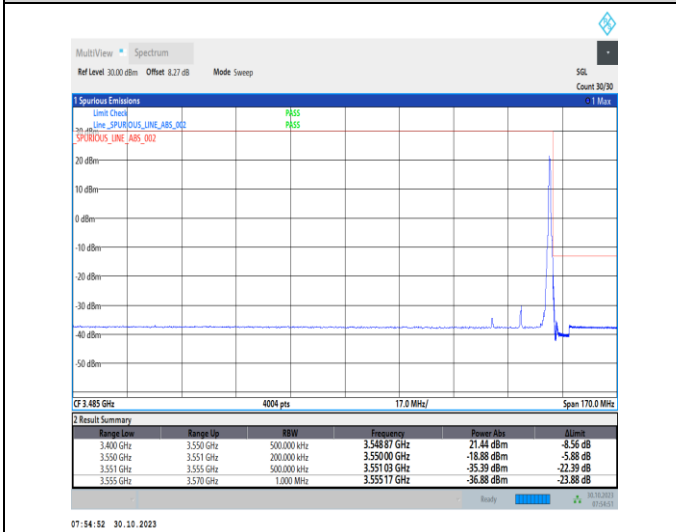 MultiView Spectrum
Ref Level 30.00 dBm Offset 8.27 dB Mode Sweep
SGL
Count 30/30
1 Spurious Emissions 1 Max
Limit Check PASS
Line _SPURIOUS_LINE_ABS_002 PASS
SPURIOUS_LINE_ABS_002
20 dBm
10 dBm
0 dBm
-10 dBm
-20 dBm
-30 dBm
-40 dBm
-50 dBm
CF 3.485 GHz 4004 pts 17.0 MHz/ Span 170.0 MHz
2 Result Summary
Range Low Range Up RBW Frequency Power Abs ΔLimit
3.400 GHz 3.550 GHz 500.000 kHz 3.548 87 GHz 21.44 dBm -8.56 dB
3.550 GHz 3.551 GHz 200.000 kHz 3.550 00 GHz -18.88 dBm -5.88 dB
3.551 GHz 3.555 GHz 500.000 kHz 3.551 03 GHz -35.39 dBm -22.39 dB
3.555 GHz 3.570 GHz 1.000 MHz 3.555 17 GHz -36.88 dBm -23.88 dB
Ready 30.10.2023
07:54:51
07:54:52 30.10.2023